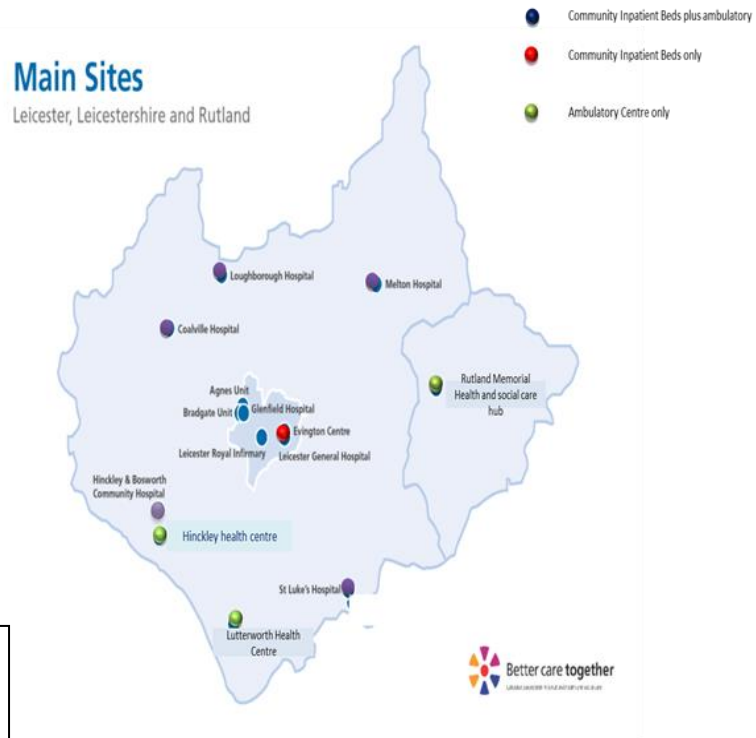 Community Inpatient Beds plus ambulatory
Main Sites
Leicester, Leicestershire and Rutland
Community Inpatient Beds only
Ambulatory Centre only
Loughborough Hospital
Melton Hospital
Coalville Hospital
Rutland Memorial
Health and social care
hub
Agnes Unit
Bradgate Unit
Glenfield Hospital
Evington Centre
Leicester Royal Infirmary
Leicester General Hospital
Hinckley & Bosworth
Community Hospital
Hinckley health centre
St Luke's Hospital
Lutterworth Health
Centre
Better care together